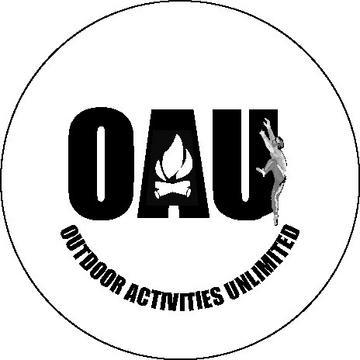 OAU
OUTDOOR ACTIVITIES UNLIMITED